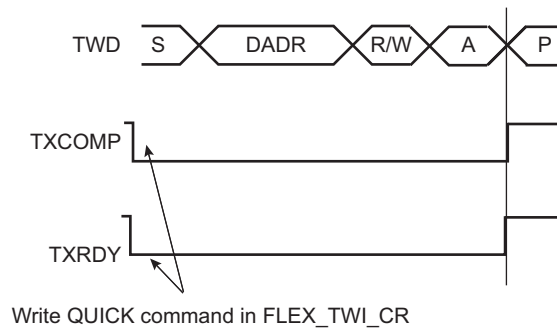 TWD S DADR R/W A P
TXCOMP
TXRDY
Write QUICK command in FLEX_TWI_CR